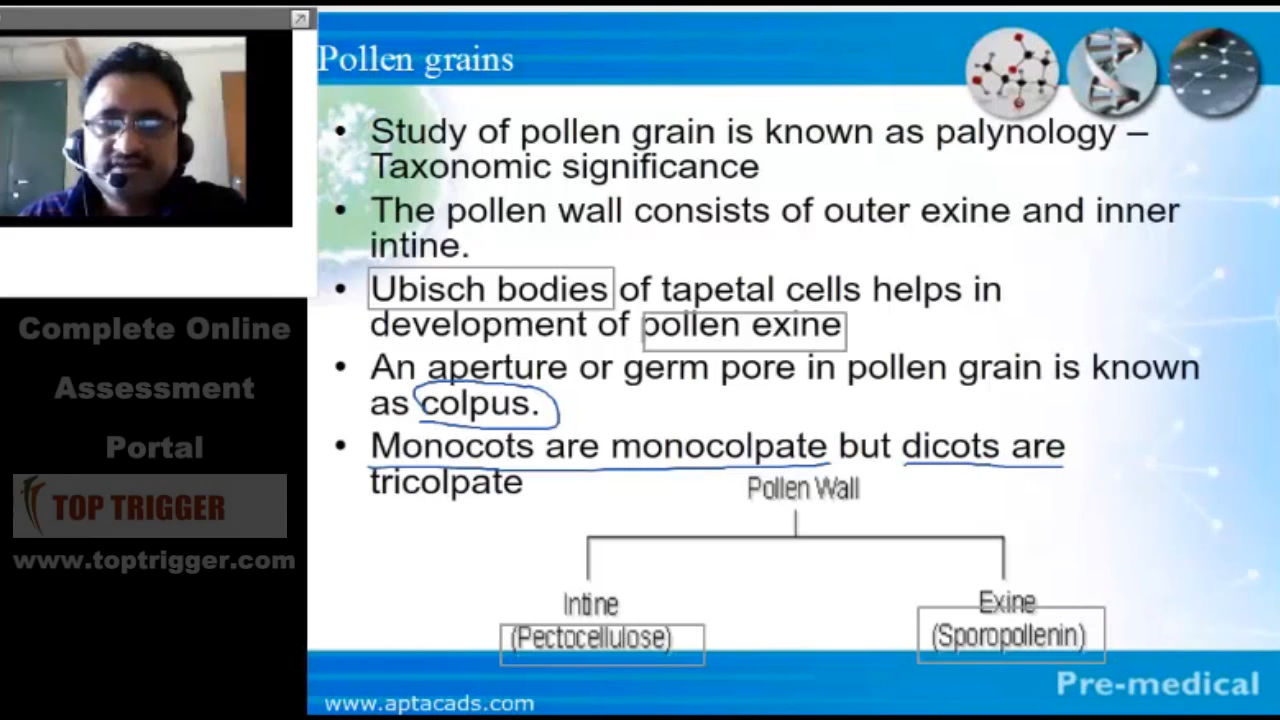 Pollen grains
• Study of pollen grain is known as palynology –
Taxonomic significance
• The pollen wall consists of outer exine and inner
intine.
• Ubisch bodies of tapetal cells helps in
development of pollen exine
• An aperture or germ pore in pollen grain is known
as colpus.
• Monocots are monocolpate but dicots are
tricolpate
Pollen Wall
Intine
(Pectocellulose)
Exine
(Sporopollenin)
Complete Online
Assessment
Portal
TOP TRIGGER
www.toptrigger.com
www.aptacads.com
Pre-medical